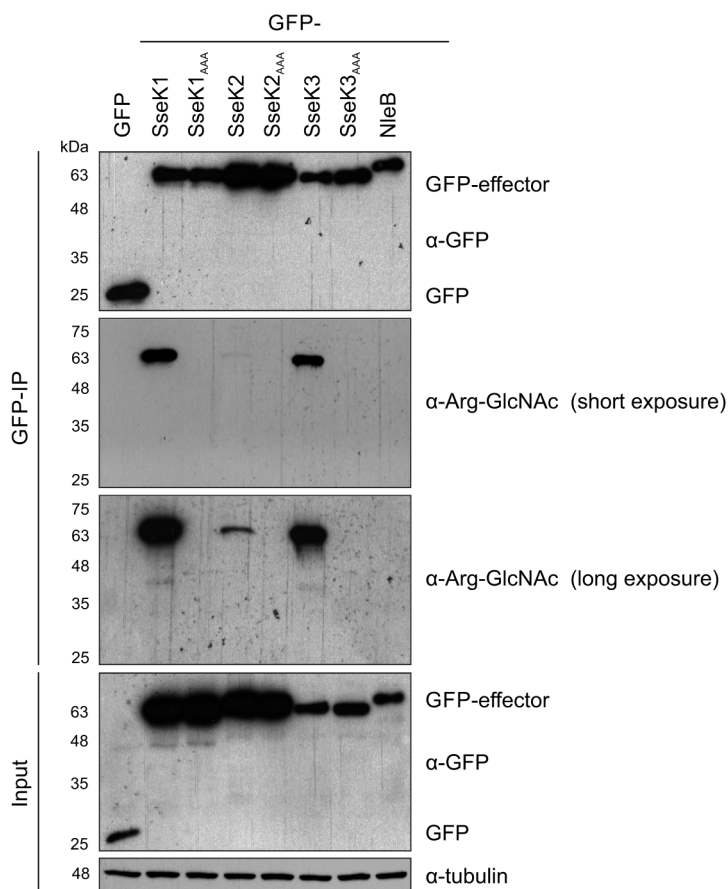 GFP-
GFP
SseK1
SseK1AAA
SseK2
SseK2AAA
SseK3
SseK3AAA
NleB
kDa
GFP-IP
63
48
35
25
GFP-effector
α-GFP
GFP
75
63
48
35
25
α-Arg-GlcNAc (short exposure)
75
63
48
35
25
α-Arg-GlcNAc (long exposure)
Input
63
48
35
25
GFP-effector
α-GFP
GFP
48
α-tubulin